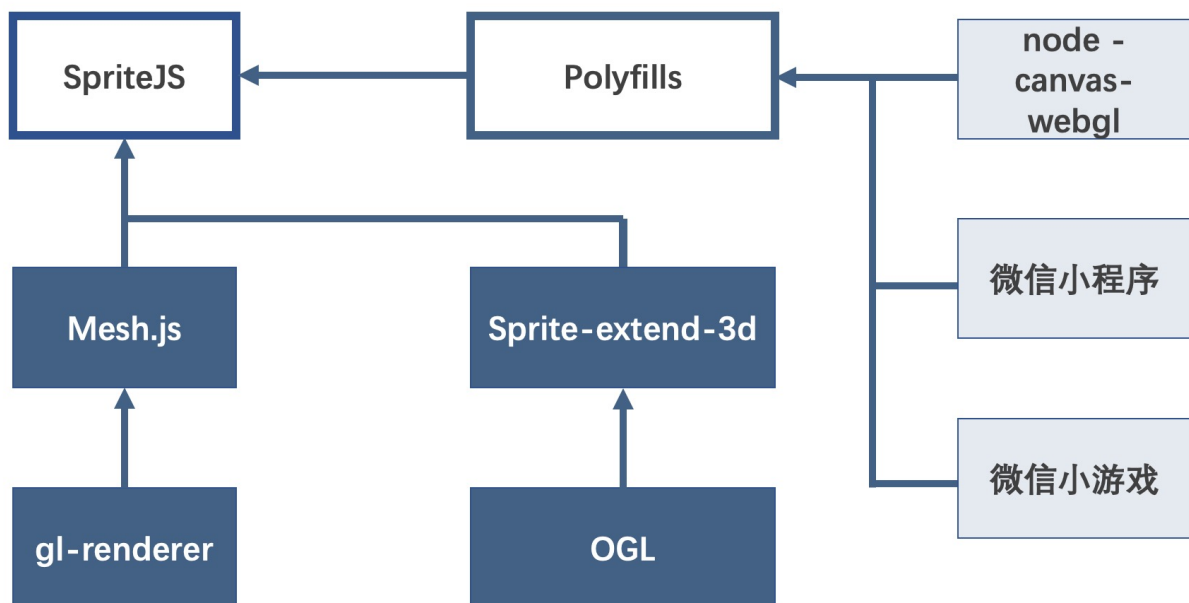 SpriteJS
Polyfills
node -
canvas-
webgl
微信小程序
Mesh.js
Sprite-extend-3d
微信小游戏
gl-renderer
OGL